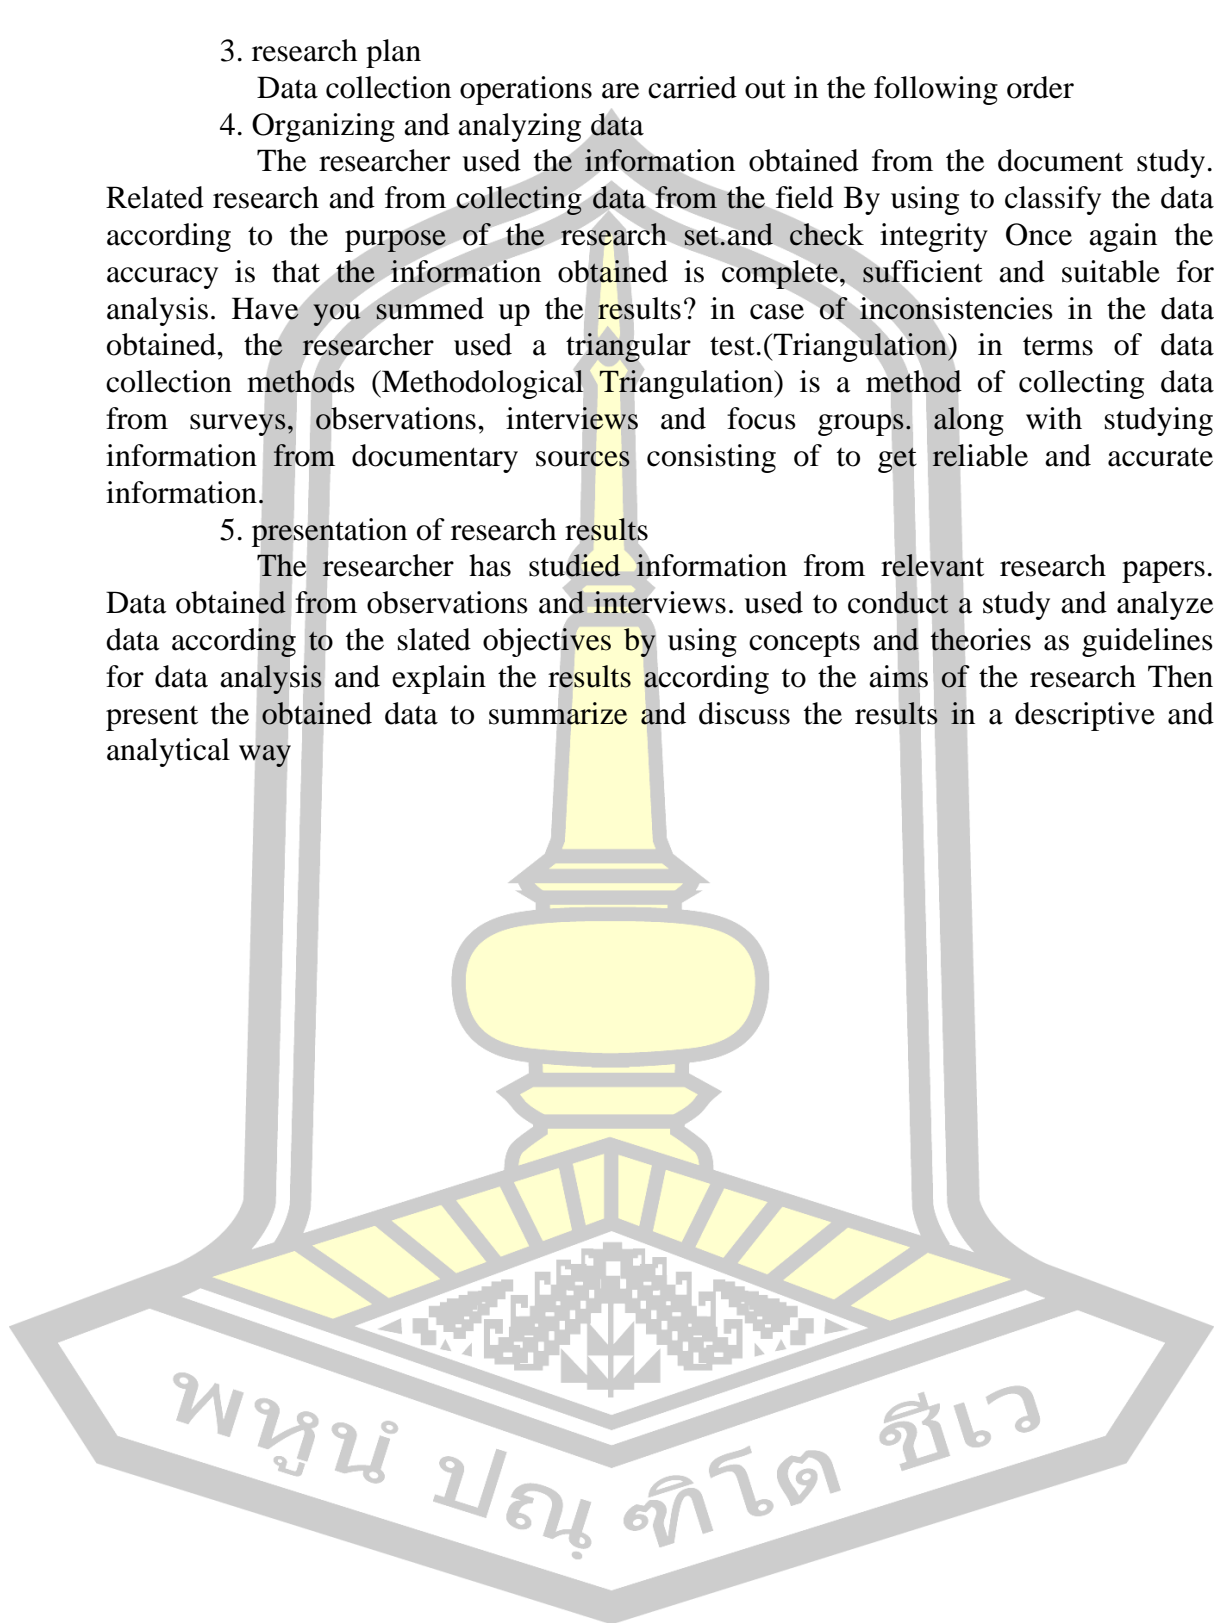 3. research plan
Data collection operations are carried out in the following order
4. Organizing and analyzing data
The researcher used the information obtained from the document study.
Related research and from collecting data from the field By using to classify the data
according to the purpose of the research set.and check integrity Once again the
accuracy is that the information obtained is complete, sufficient and suitable for
analysis. Have you summed up the results? in case of inconsistencies in the data
obtained, the researcher used a triangular test.(Triangulation) in terms of data
collection methods (Methodological Triangulation) is a method of collecting data
from surveys, observations, interviews and focus groups. along with studying
information from documentary sources consisting of to get reliable and accurate
information.
5. presentation of research results
The researcher has studied information from relevant research papers.
Data obtained from observations and interviews. used to conduct a study and analyze
data according to the slated objectives by using concepts and theories as guidelines
for data analysis and explain the results according to the aims of the research Then
present the obtained data to summarize and discuss the results in a descriptive and
analytical way
พหูนํ ปณฺ ฑิโต ชีเว